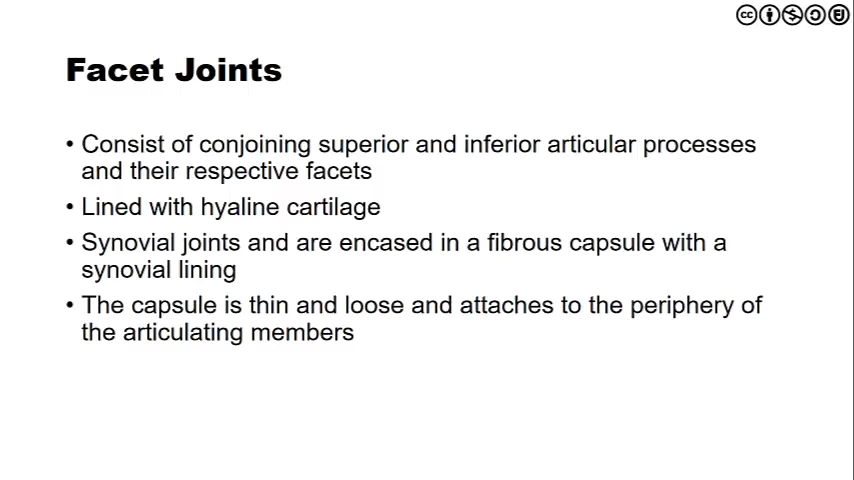 Facet Joints
• Consist of conjoining superior and inferior articular processes
and their respective facets
• Lined with hyaline cartilage
• Synovial joints and are encased in a fibrous capsule with a
synovial lining
• The capsule is thin and loose and attaches to the periphery of
the articulating members